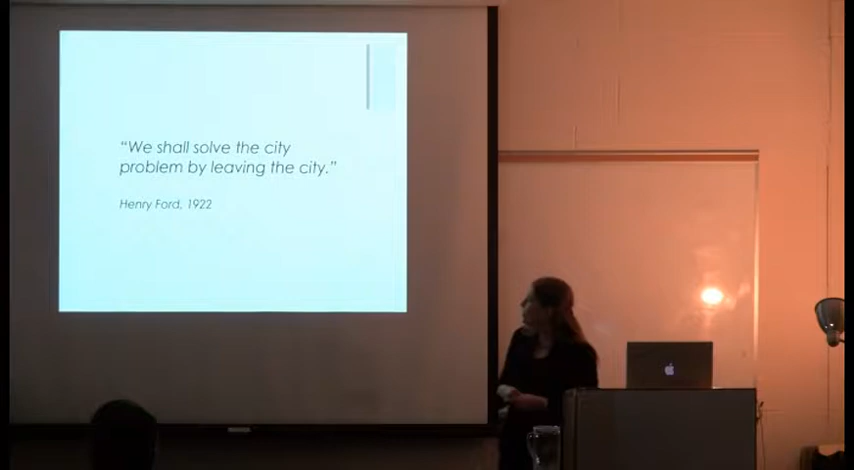 “We shall solve the city
problem by leaving the city.”
Henry Ford, 1922